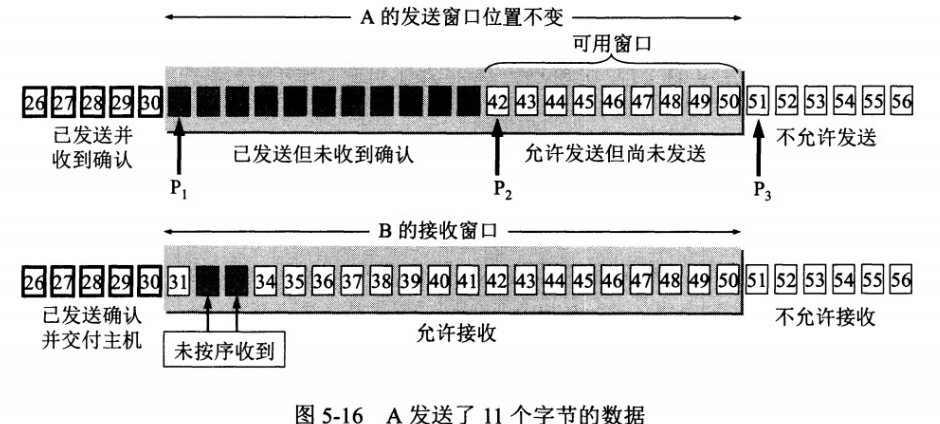 A 的发送窗口位置不变
可用窗口
26 27 28 29 30 42 43 44 45 46 47 48 49 50 51 52 53 54 55 56
已发送并
收到确认
已发送但未收到确认
允许发送但尚未发送
不允许发送
P1
P2
P3
B 的接收窗口
26 27 28 29 30 31 34 35 36 37 38 39 40 41 42 43 44 45 46 47 48 49 50 51 52 53 54 55 56
已发送确认
并交付主机
未按序收到
允许接收
不允许接收
图 5-16 A 发送了 11 个字节的数据